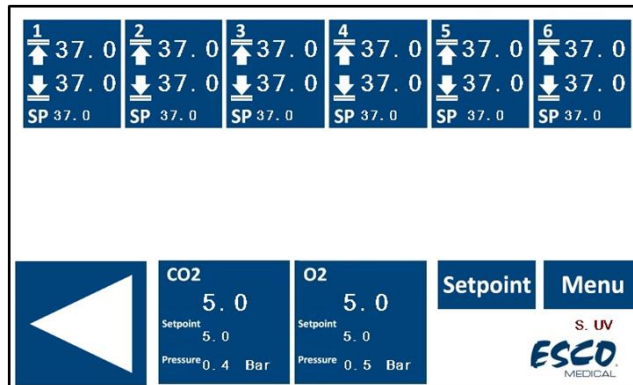 1 2 3 4 5 6
37.0 37.0 37.0 37.0 37.0 37.0
37.0 37.0 37.0 37.0 37.0 37.0
SP 37.0 SP 37.0 SP 37.0 SP 37.0 SP 37.0 SP 37.0
CO2
5.0
Setpoint
5.0
Pressure 0.4 Bar
O2
5.0
Setpoint
5.0
Pressure 0.5 Bar
Setpoint
Menu
S. UV
ESCO
MEDICAL